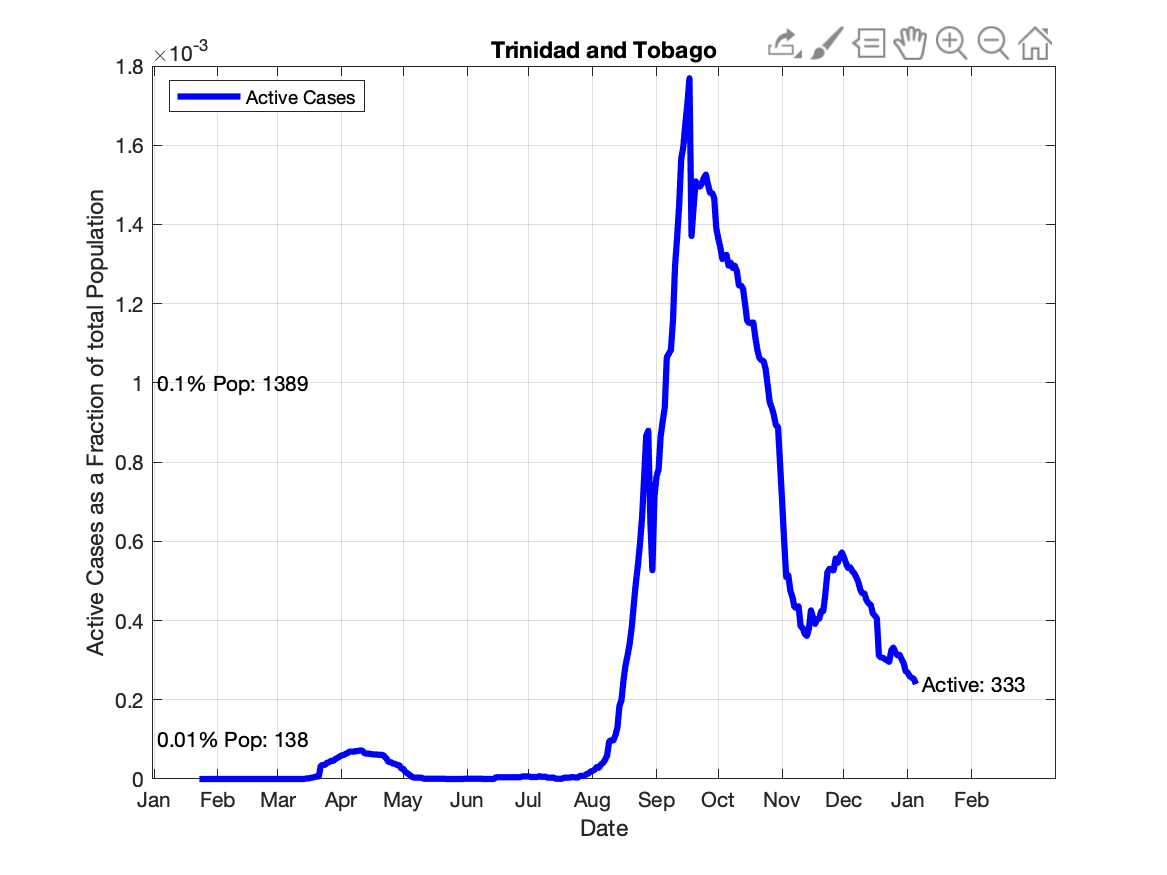 ×10-3
Trinidad and Tobago
1.8
Active Cases
1.6
1.4
1.2
1
0.1% Pop: 1389
0.8
0.6
0.4
0.2
0.01% Pop: 138
0
Active: 333
Active Cases as a Fraction of total Population
Jan Feb Mar Apr May Jun Jul Aug Sep Oct Nov Dec Jan Feb
Date